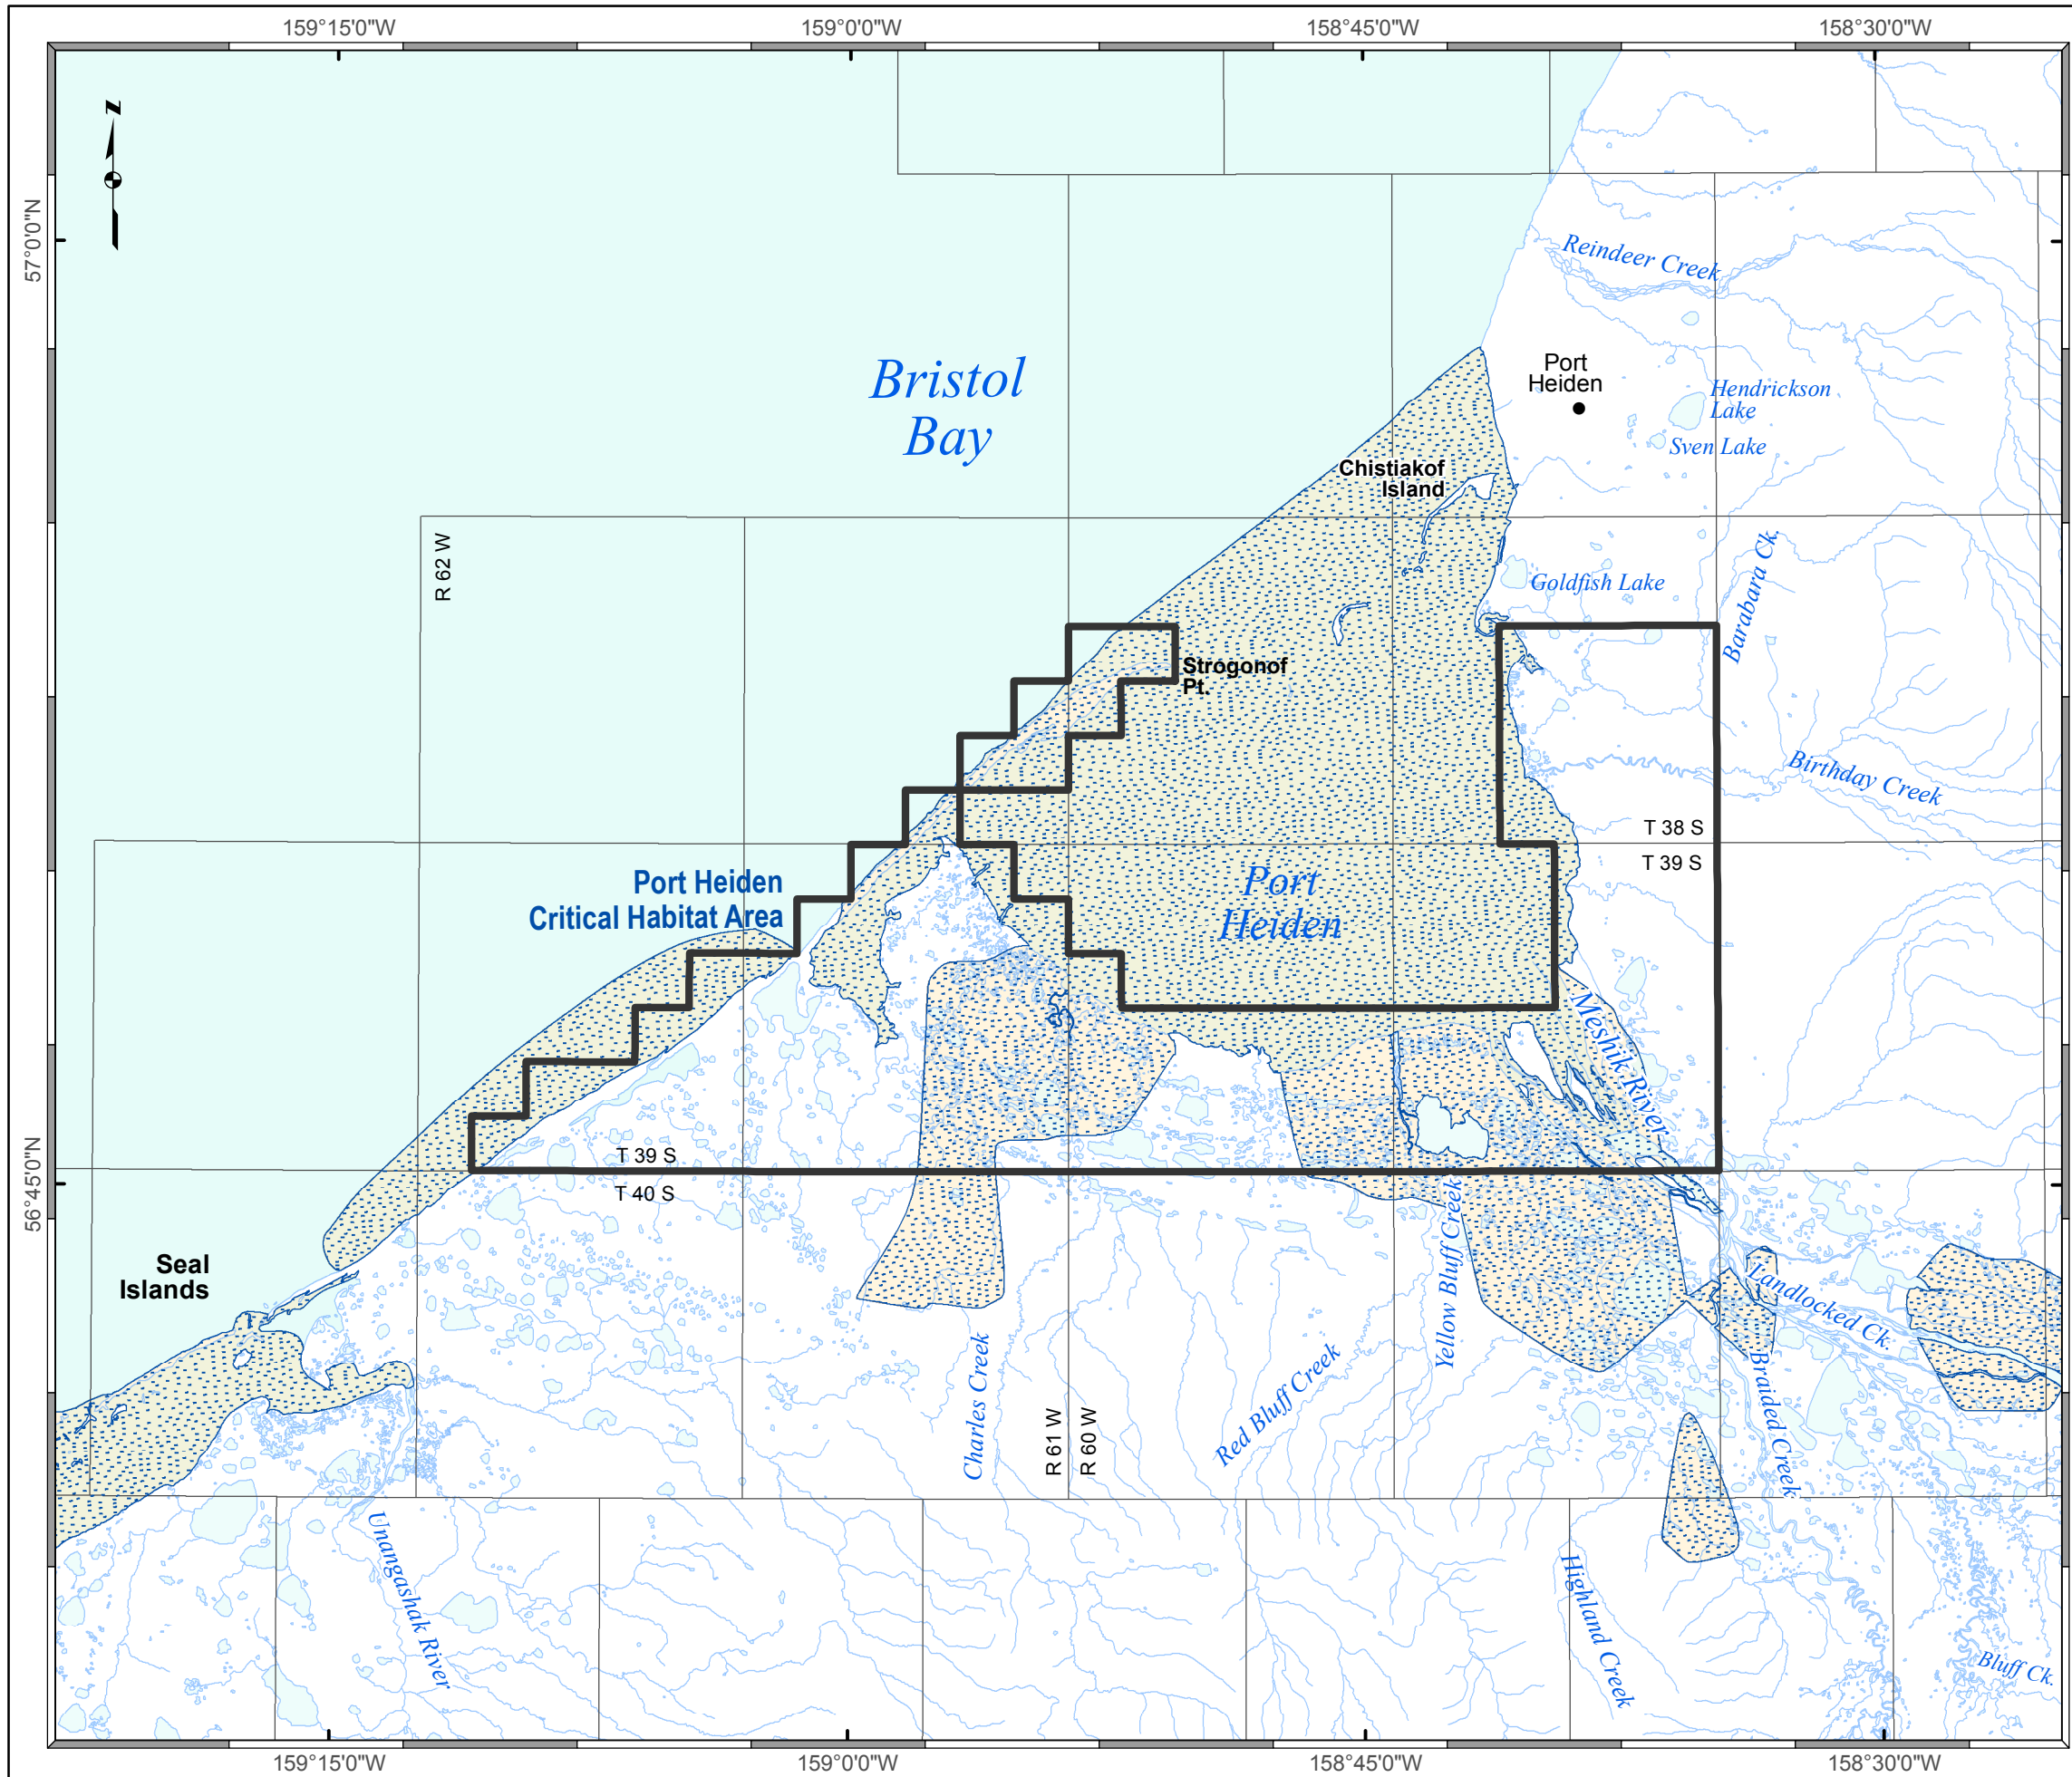 159°15'0"W
159°0'0"W
158°45'0"W
158°30'0"W
N
57°0'0"N
Reindeer Creek
Bristol
Bay
Port
Heiden
Hendrickson
Lake
Sven Lake
Chistiakof
Island
R 62 W
Goldfish Lake
Barabara Ck.
Strogonof
Pt.
Birthday Creek
T 38 S
T 39 S
Port Heiden
Critical Habitat Area
Port
Heiden
Meshik River
56°45'0"N
T 39 S
T 40 S
Seal
Islands
Yellow Bluff Creek
Landlocked Ck.
Charles Creek
R 61 W
R 60 W
Red Bluff Creek
Braided Creek
Unangashak River
Highland Creek
Bluff Ck.
159°15'0"W
159°0'0"W
158°45'0"W
158°30'0"W